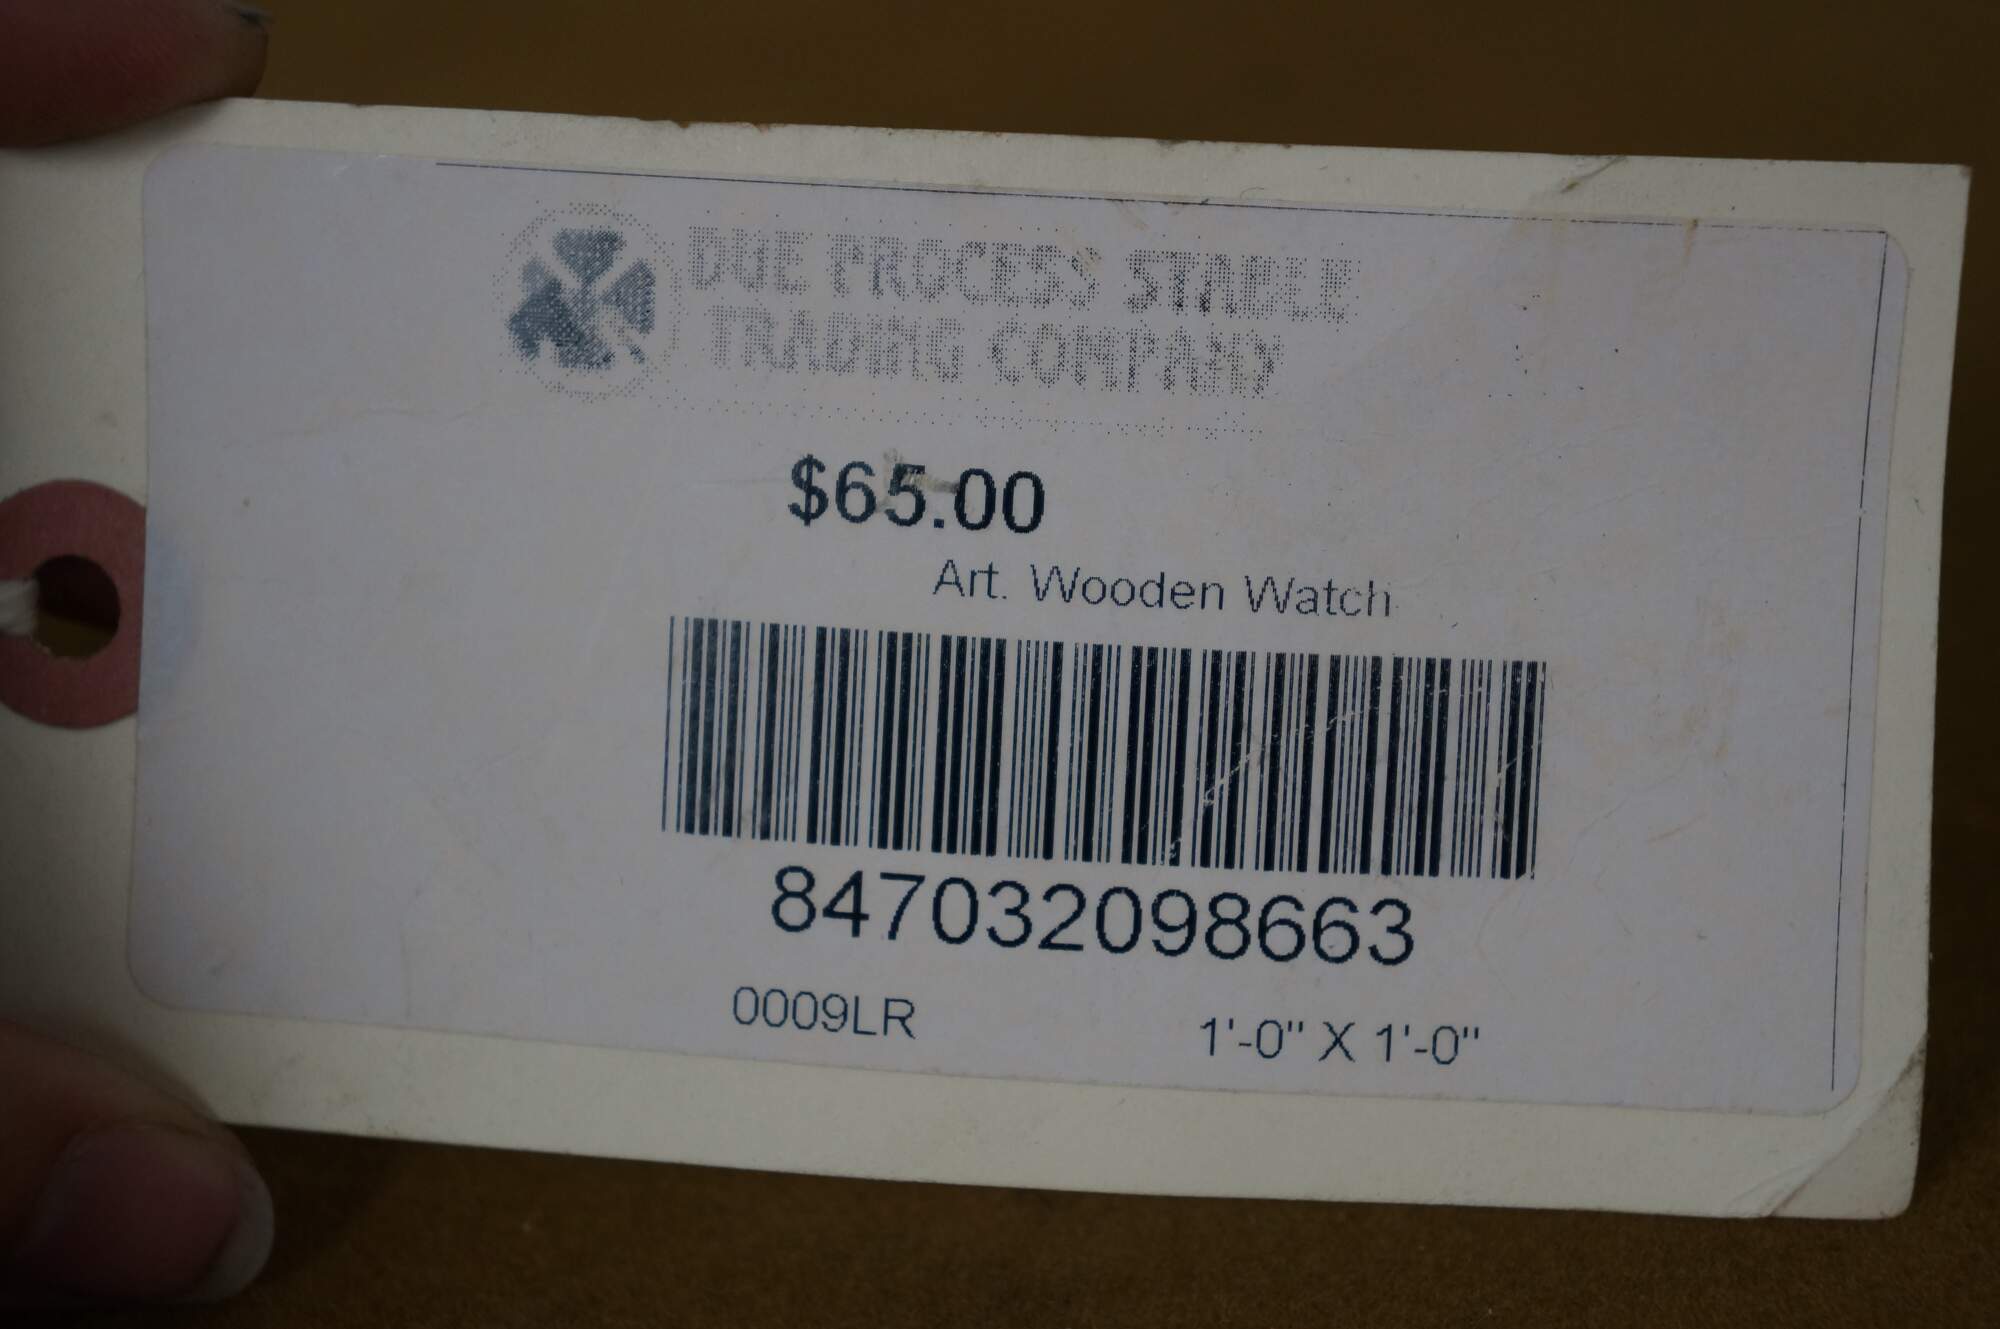 DUE PROCESS STABLE
TRADING COMPANY
$65.00
Art. Wooden Watch
847032098663
0009LR 1'-0" X 1'-0"